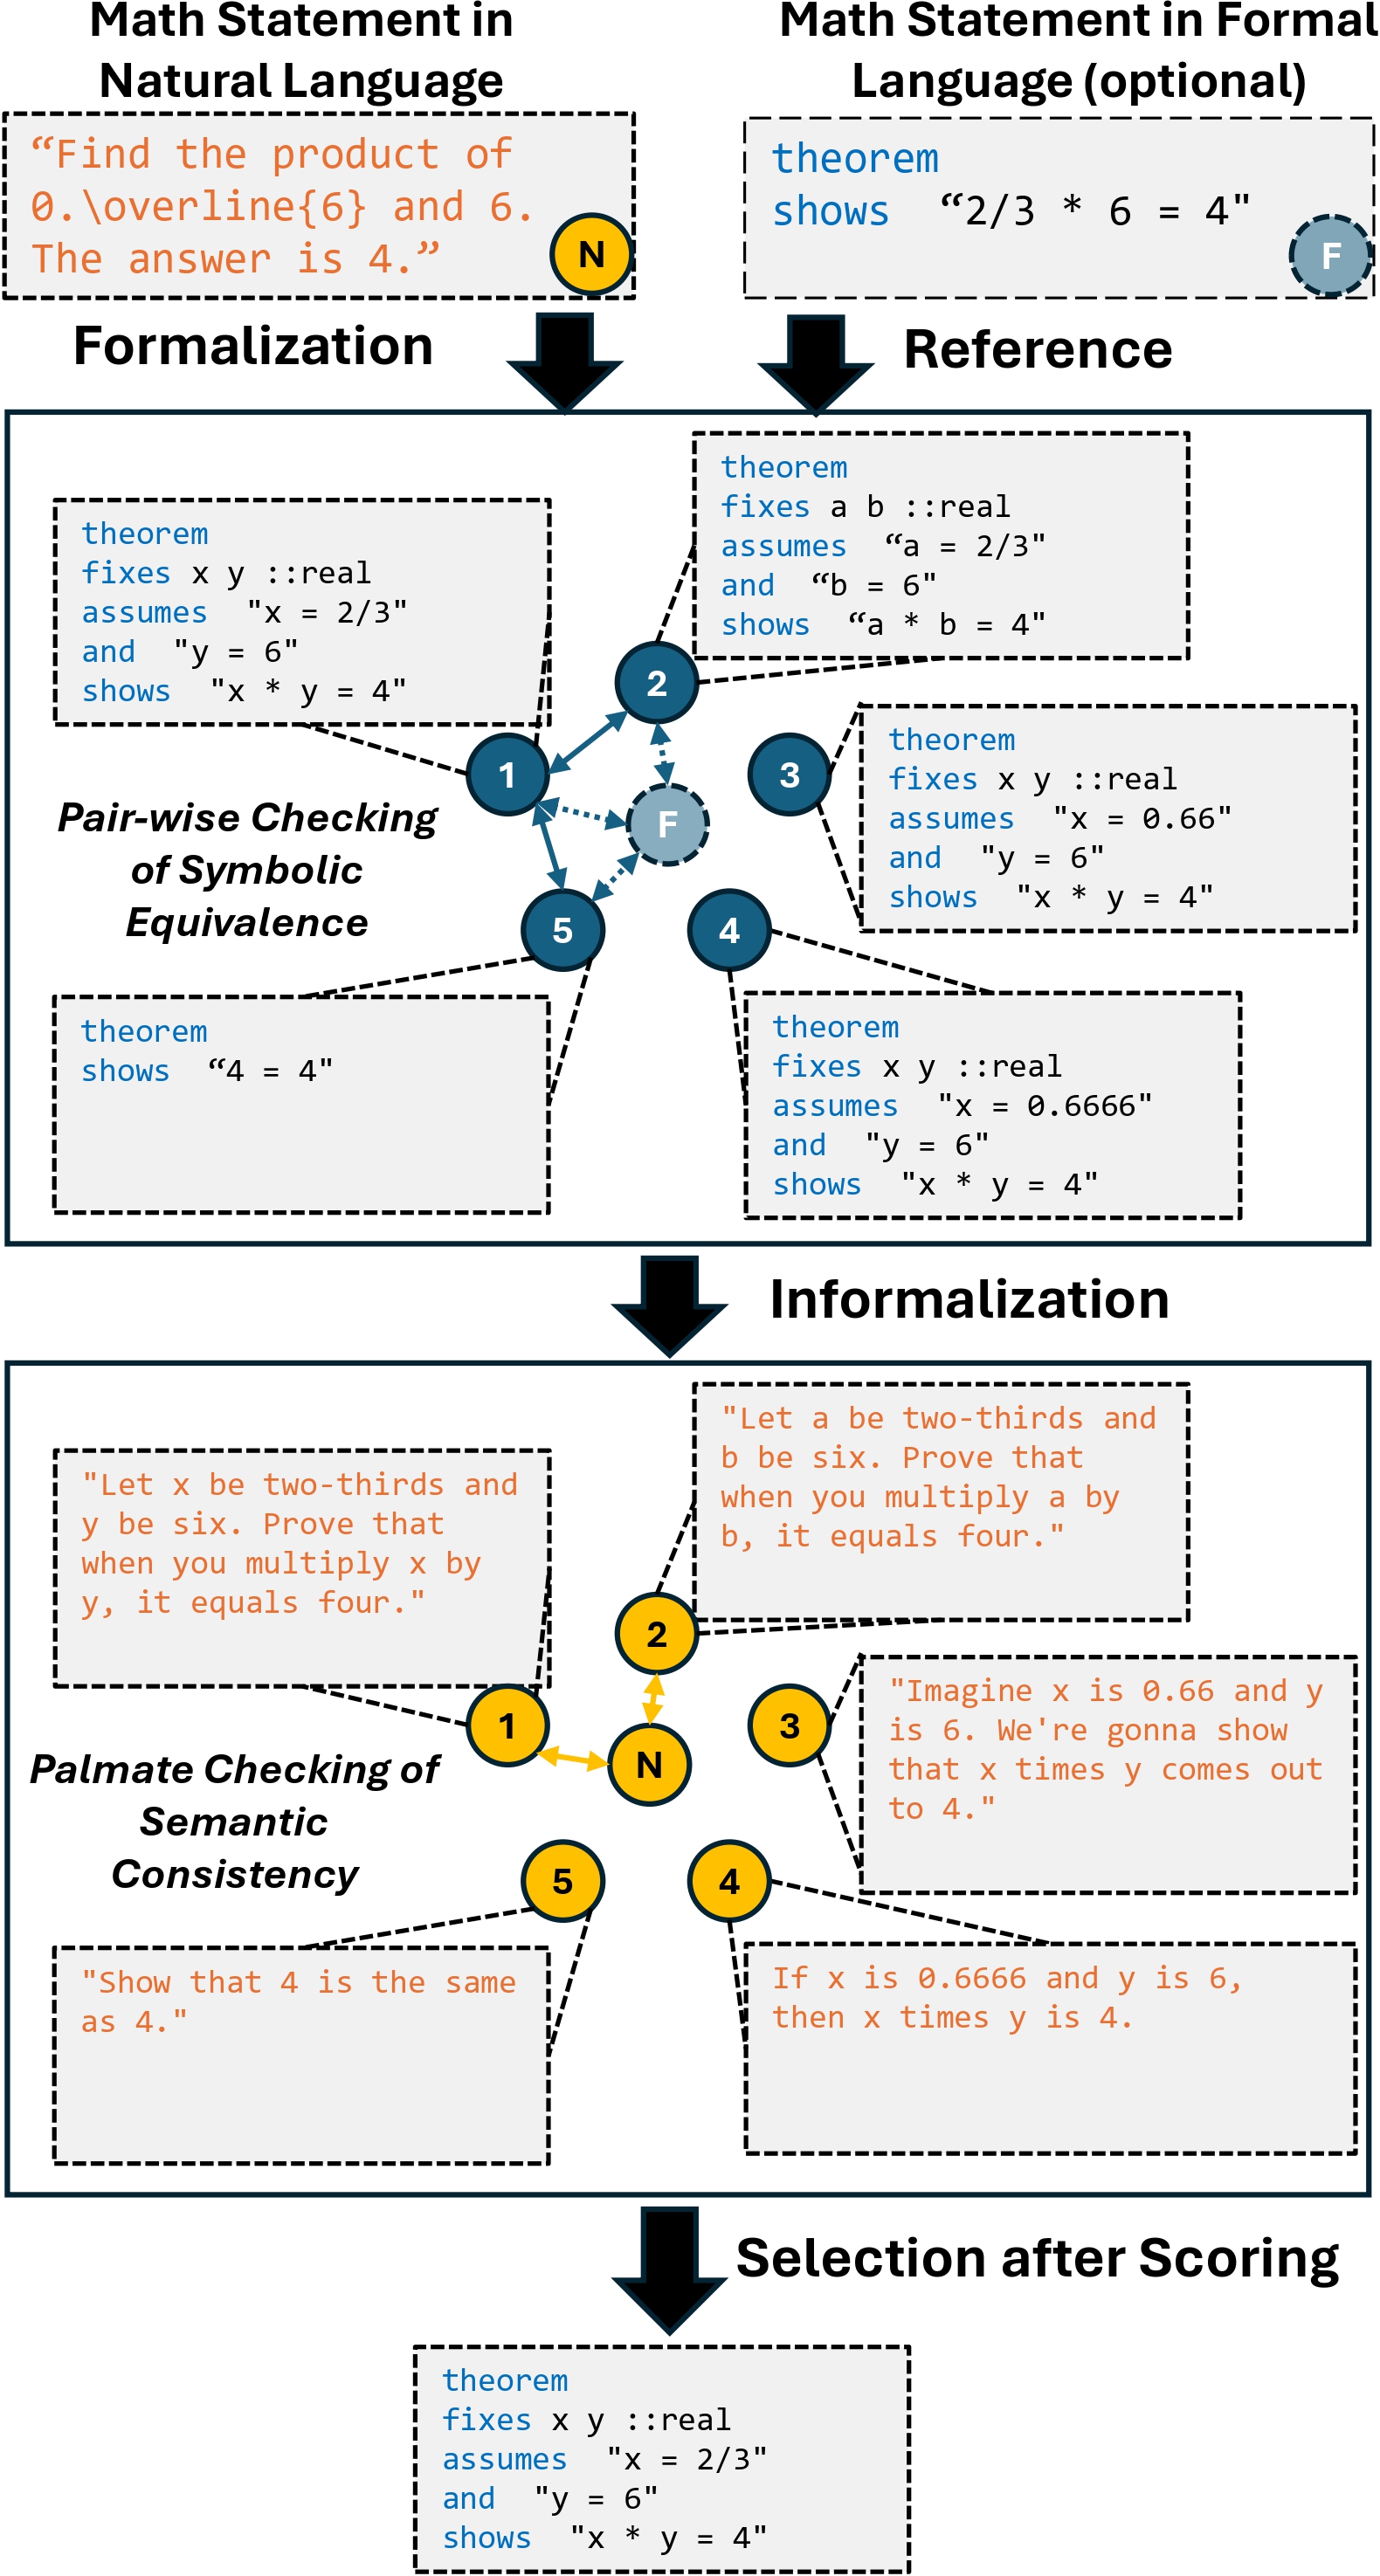 Math Statement in
Natural Language
“Find the product of
0.\overline{6} and 6.
The answer is 4.”
N
Math Statement in Formal
Language (optional)
theorem
shows “2/3 * 6 = 4"
F
Formalization
Reference
theorem
fixes x y ::real
assumes "x = 2/3"
and "y = 6"
shows "x * y = 4"
theorem
fixes a b ::real
assumes “a = 2/3"
and “b = 6"
shows “a * b = 4"
2
1
3
F
theorem
fixes x y ::real
assumes "x = 0.66"
and "y = 6"
shows "x * y = 4"
Pair-wise Checking
of Symbolic
Equivalence
5
4
theorem
shows “4 = 4"
theorem
fixes x y ::real
assumes "x = 0.6666"
and "y = 6"
shows "x * y = 4"
Informalization
"Let x be two-thirds and
y be six. Prove that
when you multiply x by
y, it equals four."
"Let a be two-thirds and
b be six. Prove that
when you multiply a by
b, it equals four."
2
1
3
N
"Imagine x is 0.66 and y
is 6. We're gonna show
that x times y comes out
to 4."
Palmate Checking of
Semantic
Consistency
5
4
"Show that 4 is the same
as 4."
If x is 0.6666 and y is 6,
then x times y is 4.
Selection after Scoring
theorem
fixes x y ::real
assumes "x = 2/3"
and "y = 6"
shows "x * y = 4"